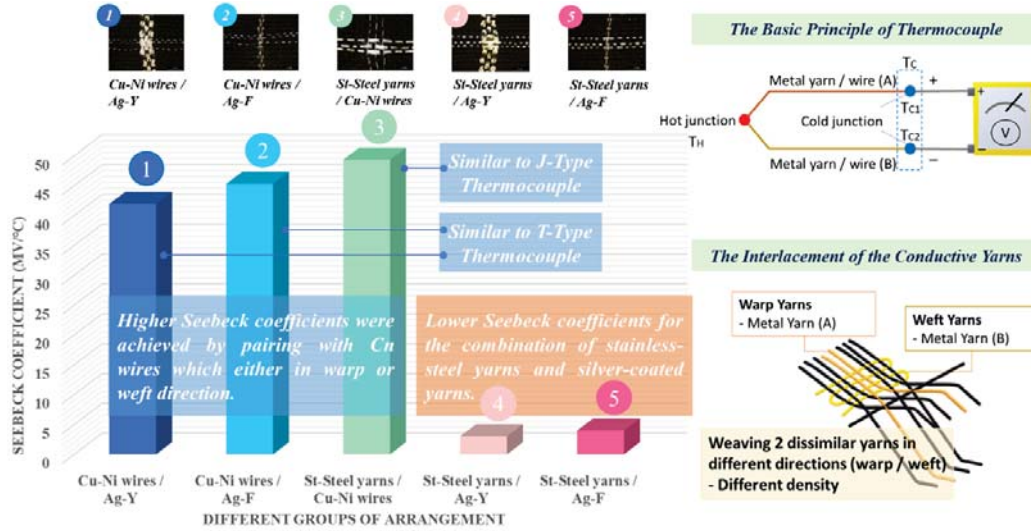 1
2
3
4
5
Cu-Ni wires /
Ag-Y
Cu-Ni wires /
Ag-F
St-Steel yarns
/ Cu-Ni wires
St-Steel yarns
/ Ag-Y
St-Steel yarns
/ Ag-F
SEEBECK COEFFICIENT (MV/°C)
50
45
40
35
30
25
20
15
10
5
0
1
2
3
4
5
Similar to J-Type
Thermocouple
Similar to T-Type
Thermocouple
Higher Seebeck coefficients were
achieved by pairing with Cn
wires which either in warp or
weft direction.
Lower Seebeck coefficients for
the combination of stainless-
steel yarns and silver-coated
yarns.
Cu-Ni wires /
Ag-Y
Cu-Ni wires /
Ag-F
St-Steel yarns /
Cu-Ni wires
St-Steel yarns /
Ag-Y
St-Steel yarns /
Ag-F
DIFFERENT GROUPS OF ARRANGEMENT
The Basic Principle of Thermocouple
Metal yarn / wire (A)
TC
+
+
TC1
Hot junction
TH
Cold junction
V
TC2
Metal yarn / wire (B)
–
–
The Interlacement of the Conductive Yarns
Warp Yarns
- Metal Yarn (A)
Weft Yarns
- Metal Yarn (B)
Weaving 2 dissimilar yarns in
different directions (warp / weft)
- Different density